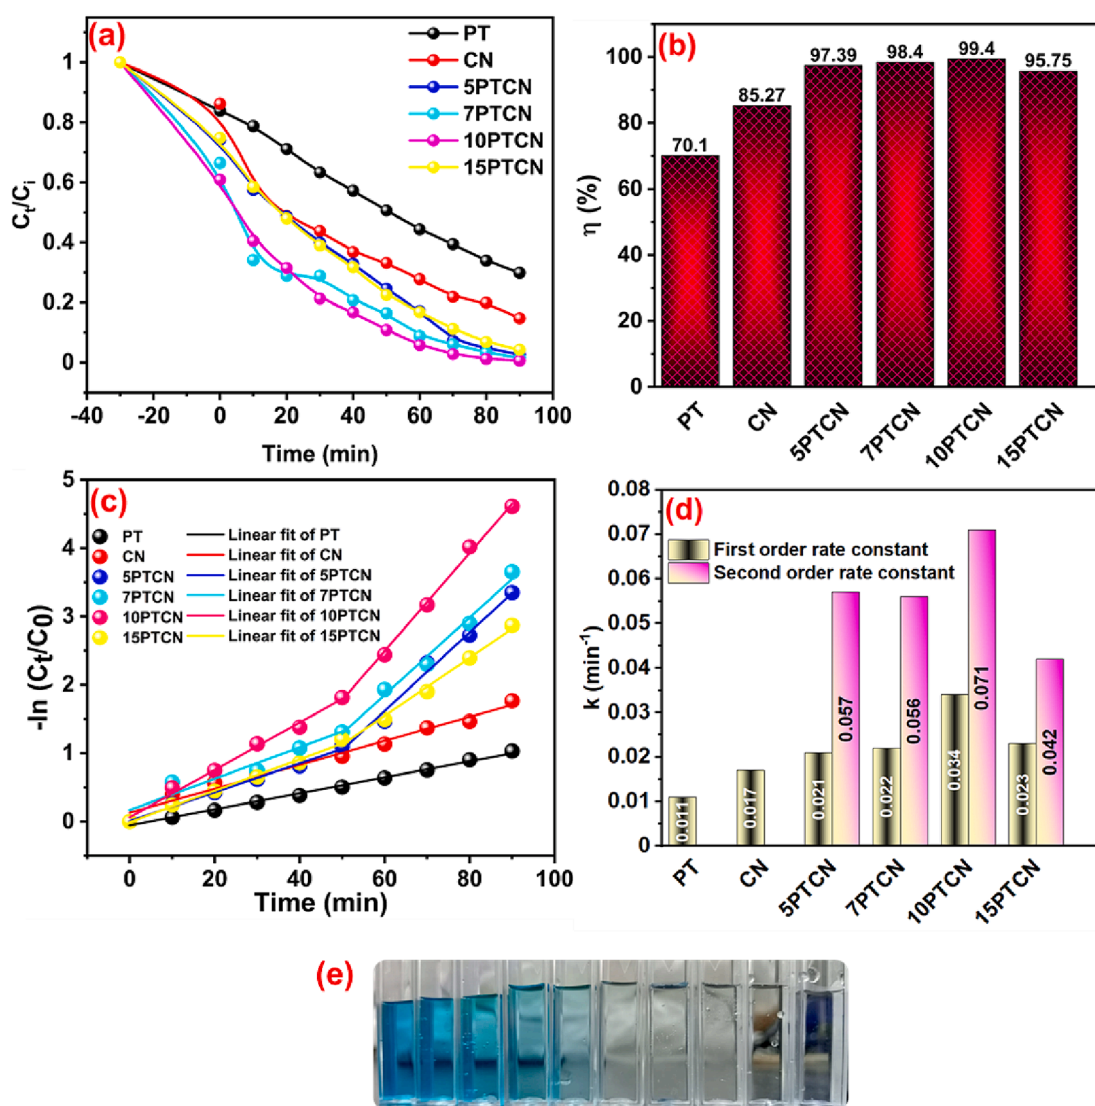 (a)
PT
CN
5PTCN
7PTCN
10PTCN
15PTCN
1
0.8
0.6
0.4
0.2
0
Ct/Ci
-40 -20 0 20 40 60 80 100
Time (min)
(b)
100
80
60
40
20
0
η (%)
70.1
85.27
97.39
98.4
99.4
95.75
PT CN 5PTCN 7PTCN 10PTCN 15PTCN
(c)
5
4
3
2
1
0
-ln (Ct/C0)
PT Linear fit of PT
CN Linear fit of CN
5PTCN Linear fit of 5PTCN
7PTCN Linear fit of 7PTCN
10PTCN Linear fit of 10PTCN
15PTCN Linear fit of 15PTCN
0 20 40 60 80 100
Time (min)
(d)
0.08
0.07
0.06
0.05
0.04
0.03
0.02
0.01
0
k (min-1)
First order rate constant
Second order rate constant
0.011
0.017
0.021
0.057
0.022
0.056
0.034
0.071
0.023
0.042
PT CN 5PTCN 7PTCN 10PTCN 15PTCN
(e)